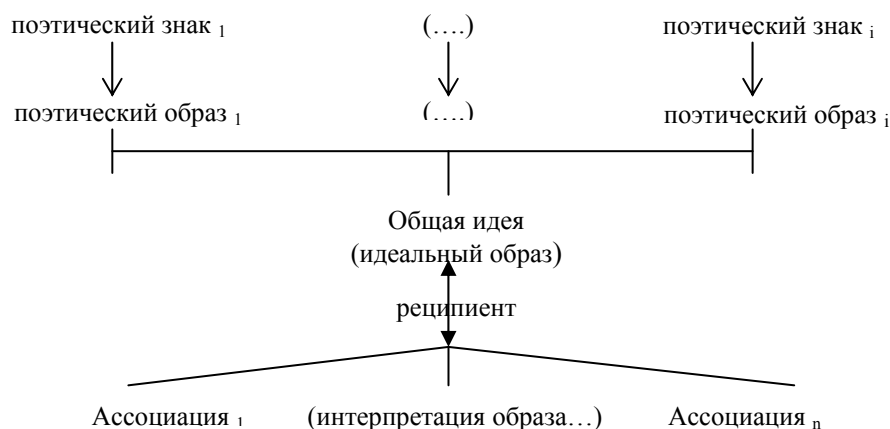 поэтический знак 1 (….) поэтический знак i
поэтический образ 1 (….) поэтический образ i
Общая идея
(идеальный образ)
реципиент
Ассоциация 1 (интерпретация образа…) Ассоциация n